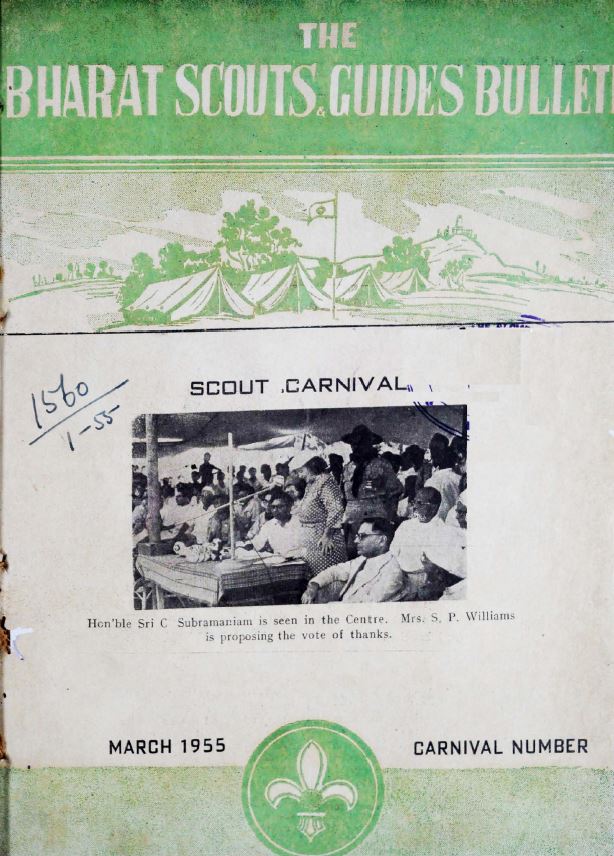 THE
BHARAT SCOUTS & GUIDES BULLET
SCOUT CARNIVAL
1560
1-55
Hon'ble Sri C Subramaniam is seen in the Centre. Mrs. S. P. Williams
is proposing the vote of thanks.
MARCH 1955
CARNIVAL NUMBER